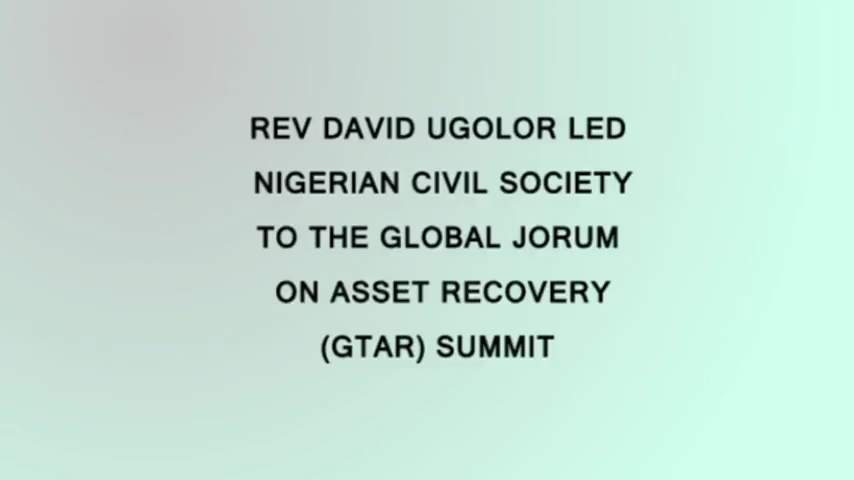 REV DAVID UGOLOR LED
NIGERIAN CIVIL SOCIETY
TO THE GLOBAL JORUM
ON ASSET RECOVERY
(GTAR) SUMMIT